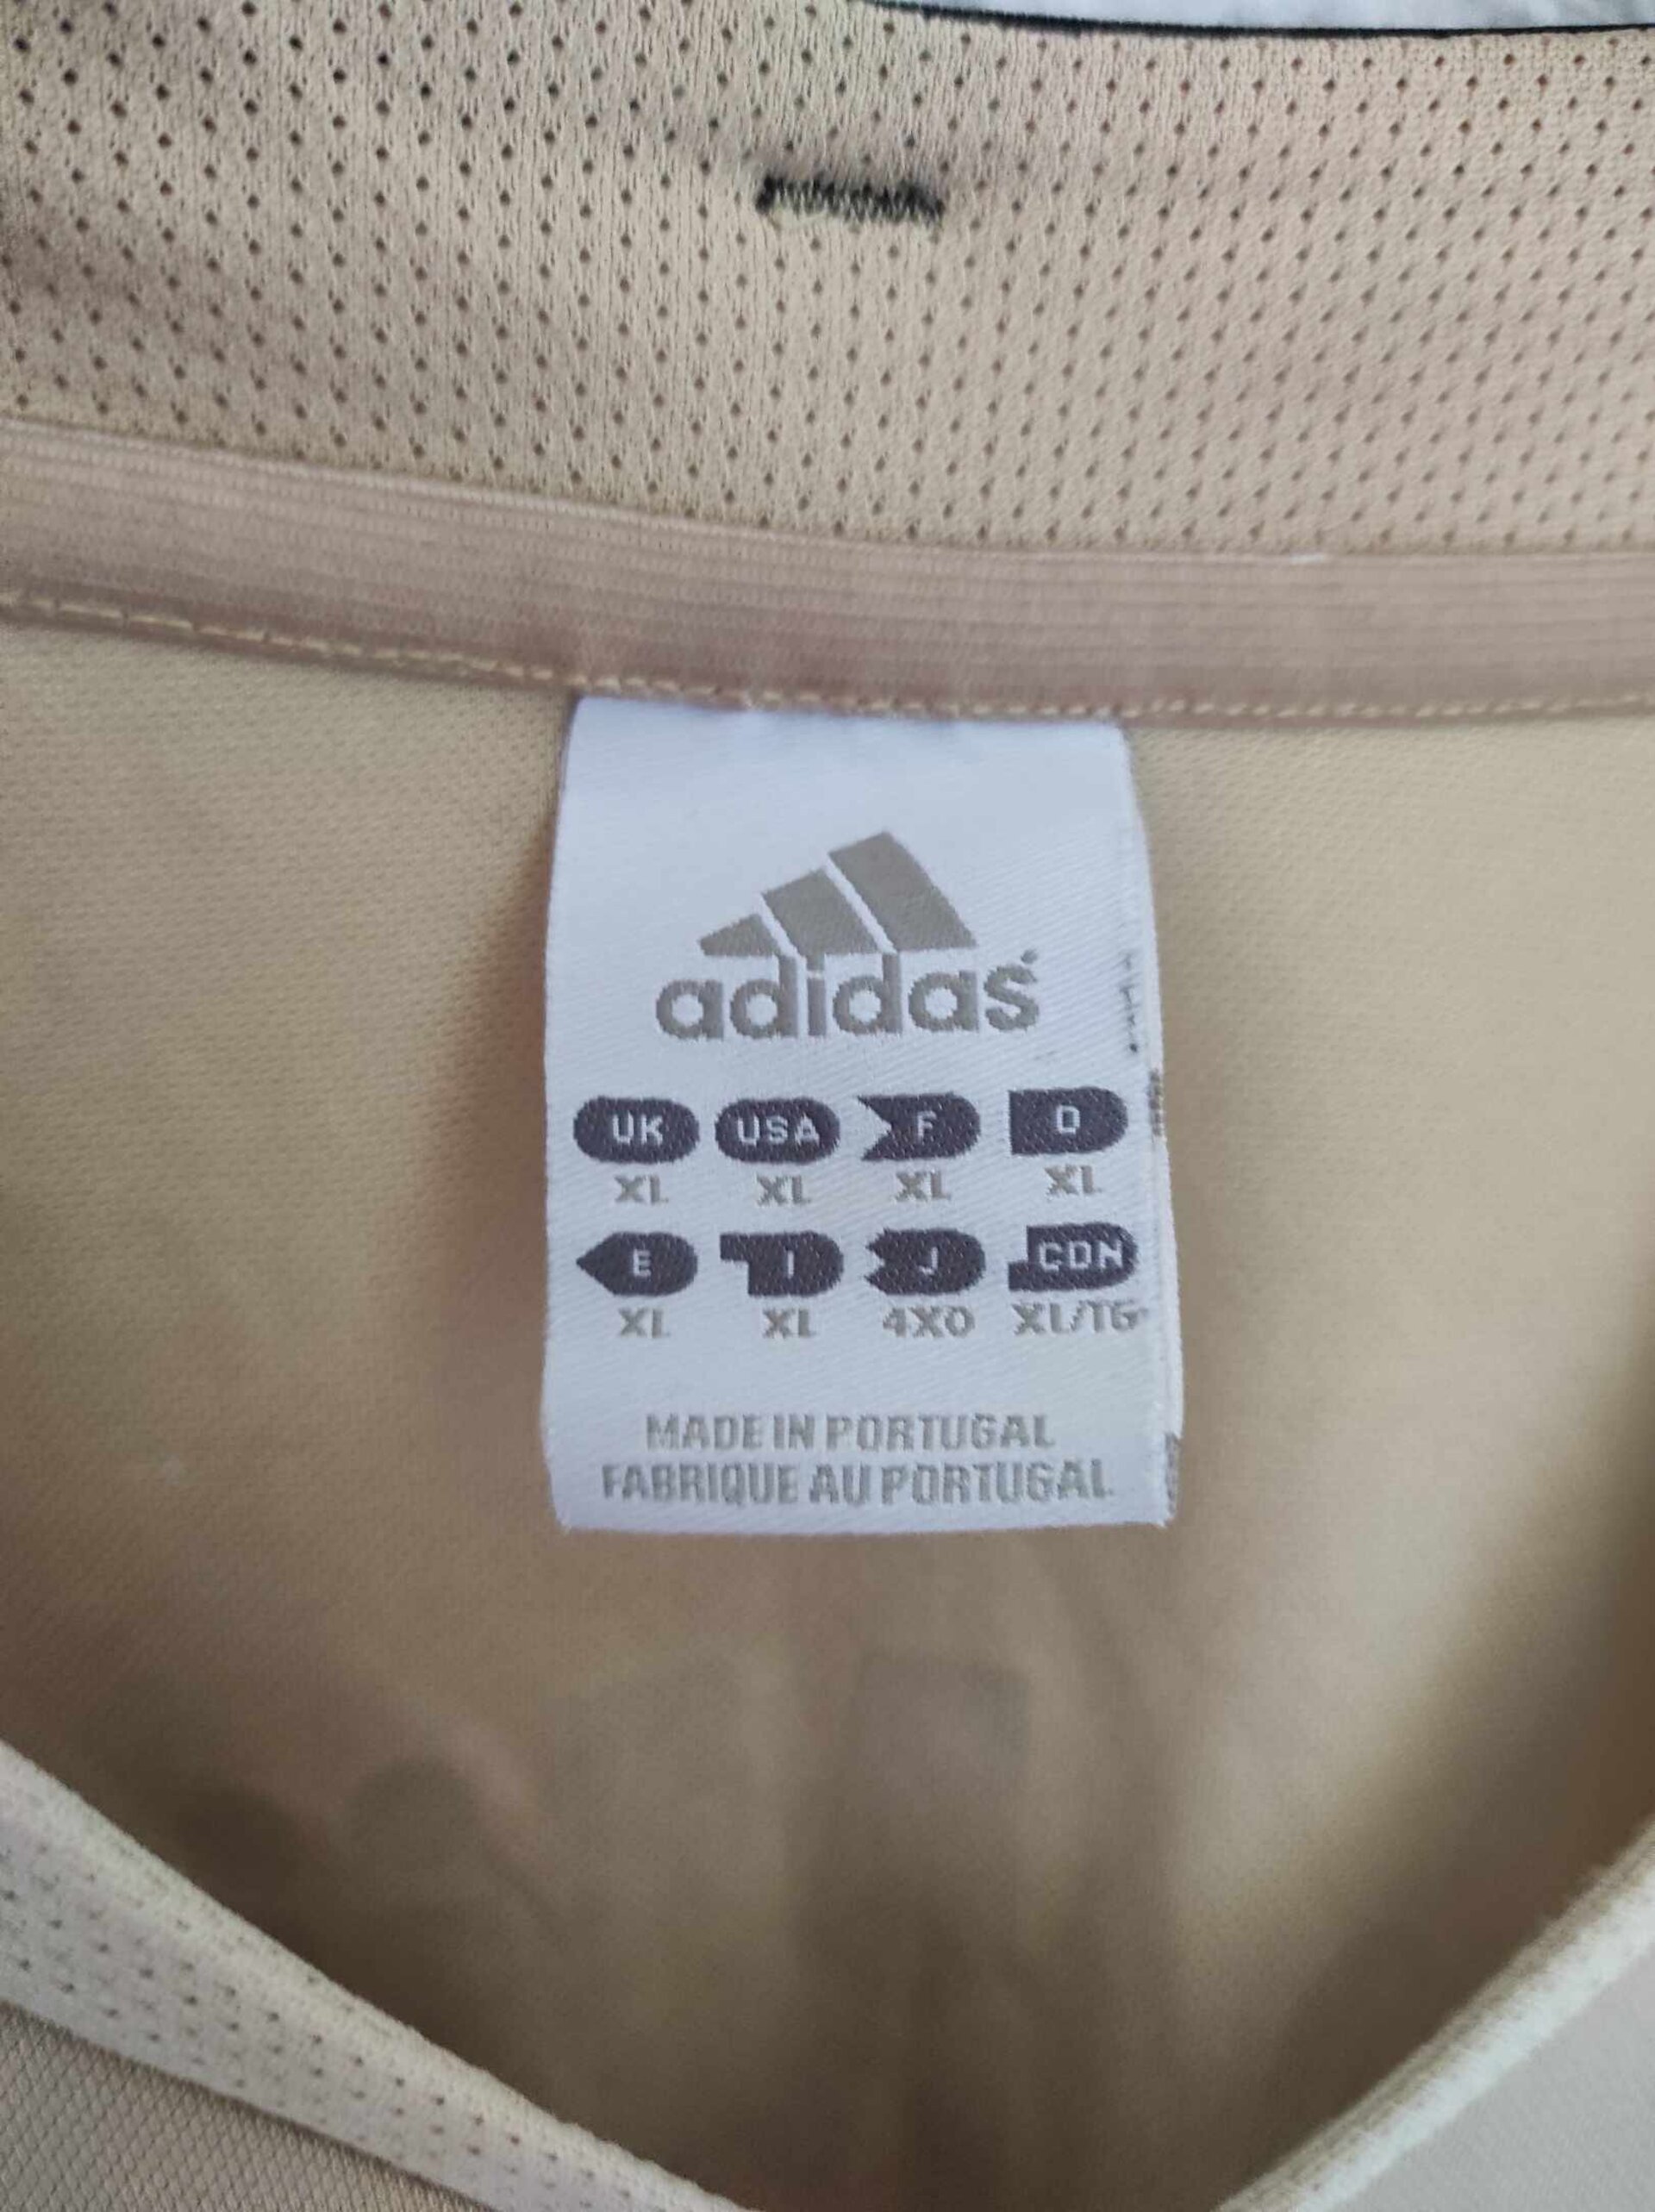 adidas
UK USA F D
XL XL XL XL
E I J CDN
XL XL 4XO XL/TG
MADE IN PORTUGAL
FABRIQUE AU PORTUGAL